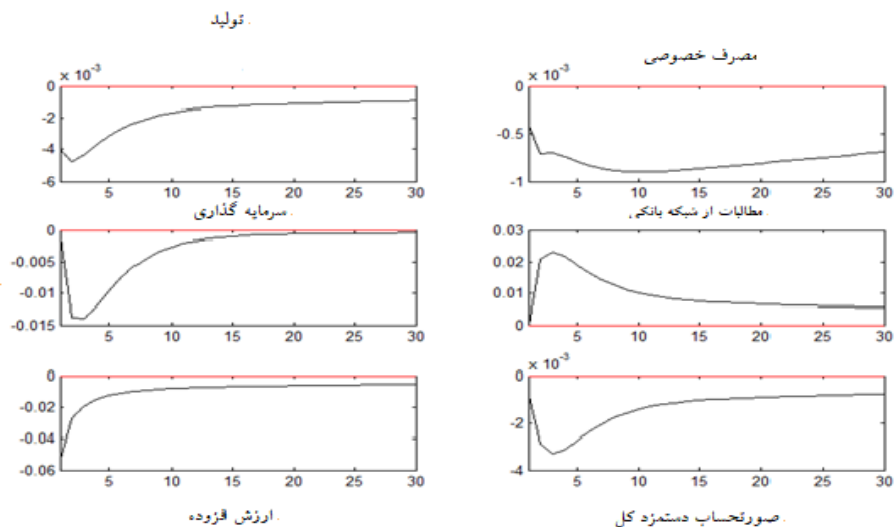 تولید
مصرف خصوصی
× 10⁻³
0
-2
-4
-6
5 10 15 20 25 30
× 10⁻³
0
-0.5
-1
5 10 15 20 25 30
سرمایه گذاری
مطالبات از شبکه بانکی
0
-0.005
-0.01
-0.015
5 10 15 20 25 30
0.03
0.02
0.01
0
5 10 15 20 25 30
0
-0.02
-0.04
-0.06
5 10 15 20 25 30
× 10⁻³
0
-2
-4
5 10 15 20 25 30
ارزش قزوده
صورتحساب دستمزد کل